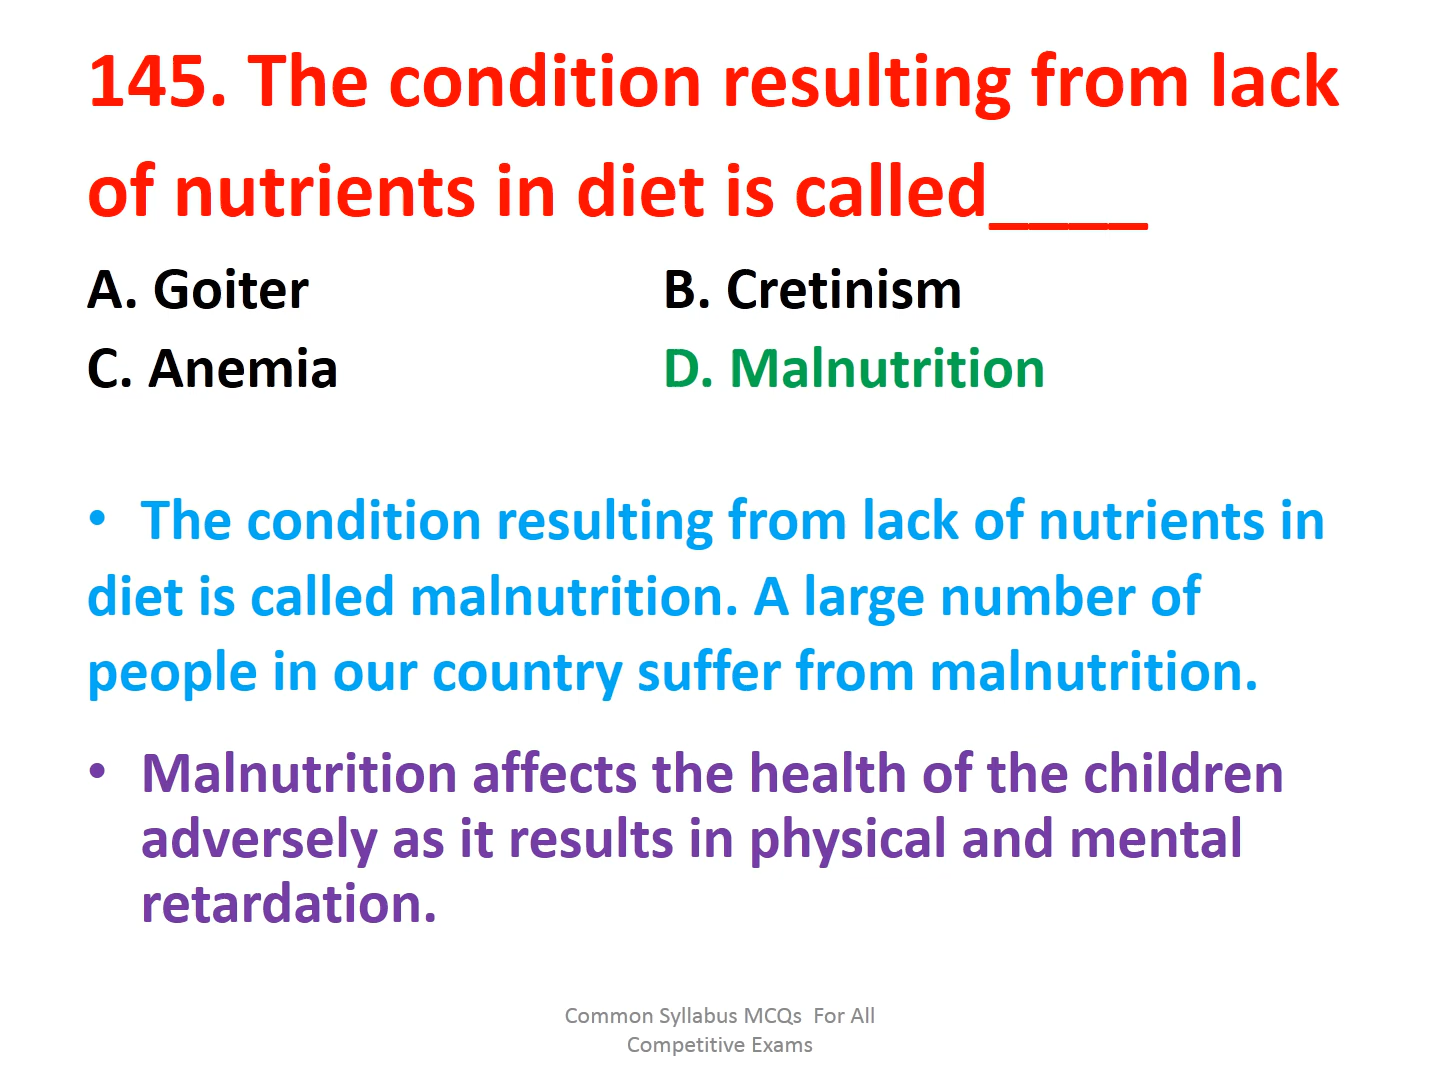 145. The condition resulting from lack
of nutrients in diet is called____
A. Goiter B. Cretinism
C. Anemia D. Malnutrition
• The condition resulting from lack of nutrients in
diet is called malnutrition. A large number of
people in our country suffer from malnutrition.
• Malnutrition affects the health of the children
adversely as it results in physical and mental
retardation.
Common Syllabus MCQs For All
Competitive Exams